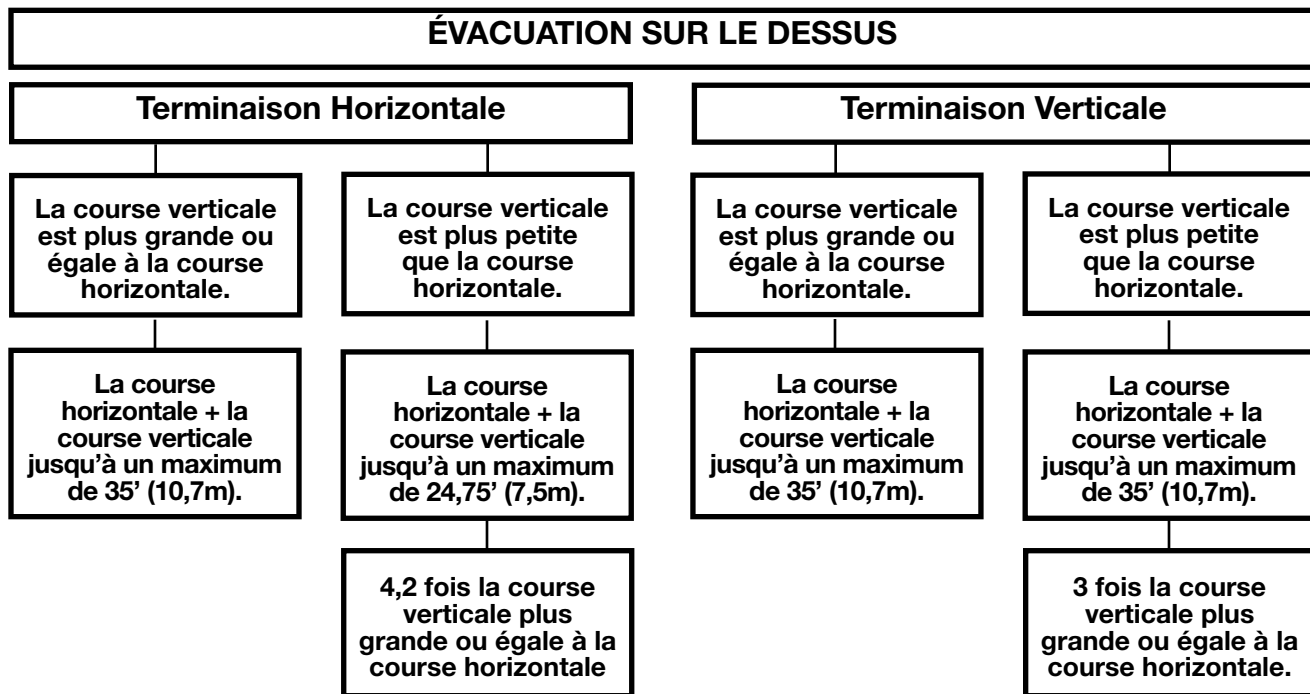 ÉVACUATION SUR LE DESSUS
Terminaison Horizontale
La course verticale
est plus grande ou
égale à la course
horizontale.
La course
horizontale + la
course verticale
jusqu’à un maximum
de 35’ (10,7m).
La course verticale
est plus petite
que la course
horizontale.
La course
horizontale + la
course verticale
jusqu’à un maximum
de 24,75’ (7,5m).
4,2 fois la course
verticale plus
grande ou égale à la
course horizontale
Terminaison Verticale
La course verticale
est plus grande ou
égale à la course
horizontale.
La course
horizontale + la
course verticale
jusqu’à un maximum
de 35’ (10,7m).
La course verticale
est plus petite
que la course
horizontale.
La course
horizontale + la
course verticale
jusqu’à un maximum
de 35’ (10,7m).
3 fois la course
verticale plus
grande ou égale à la
course horizontale.